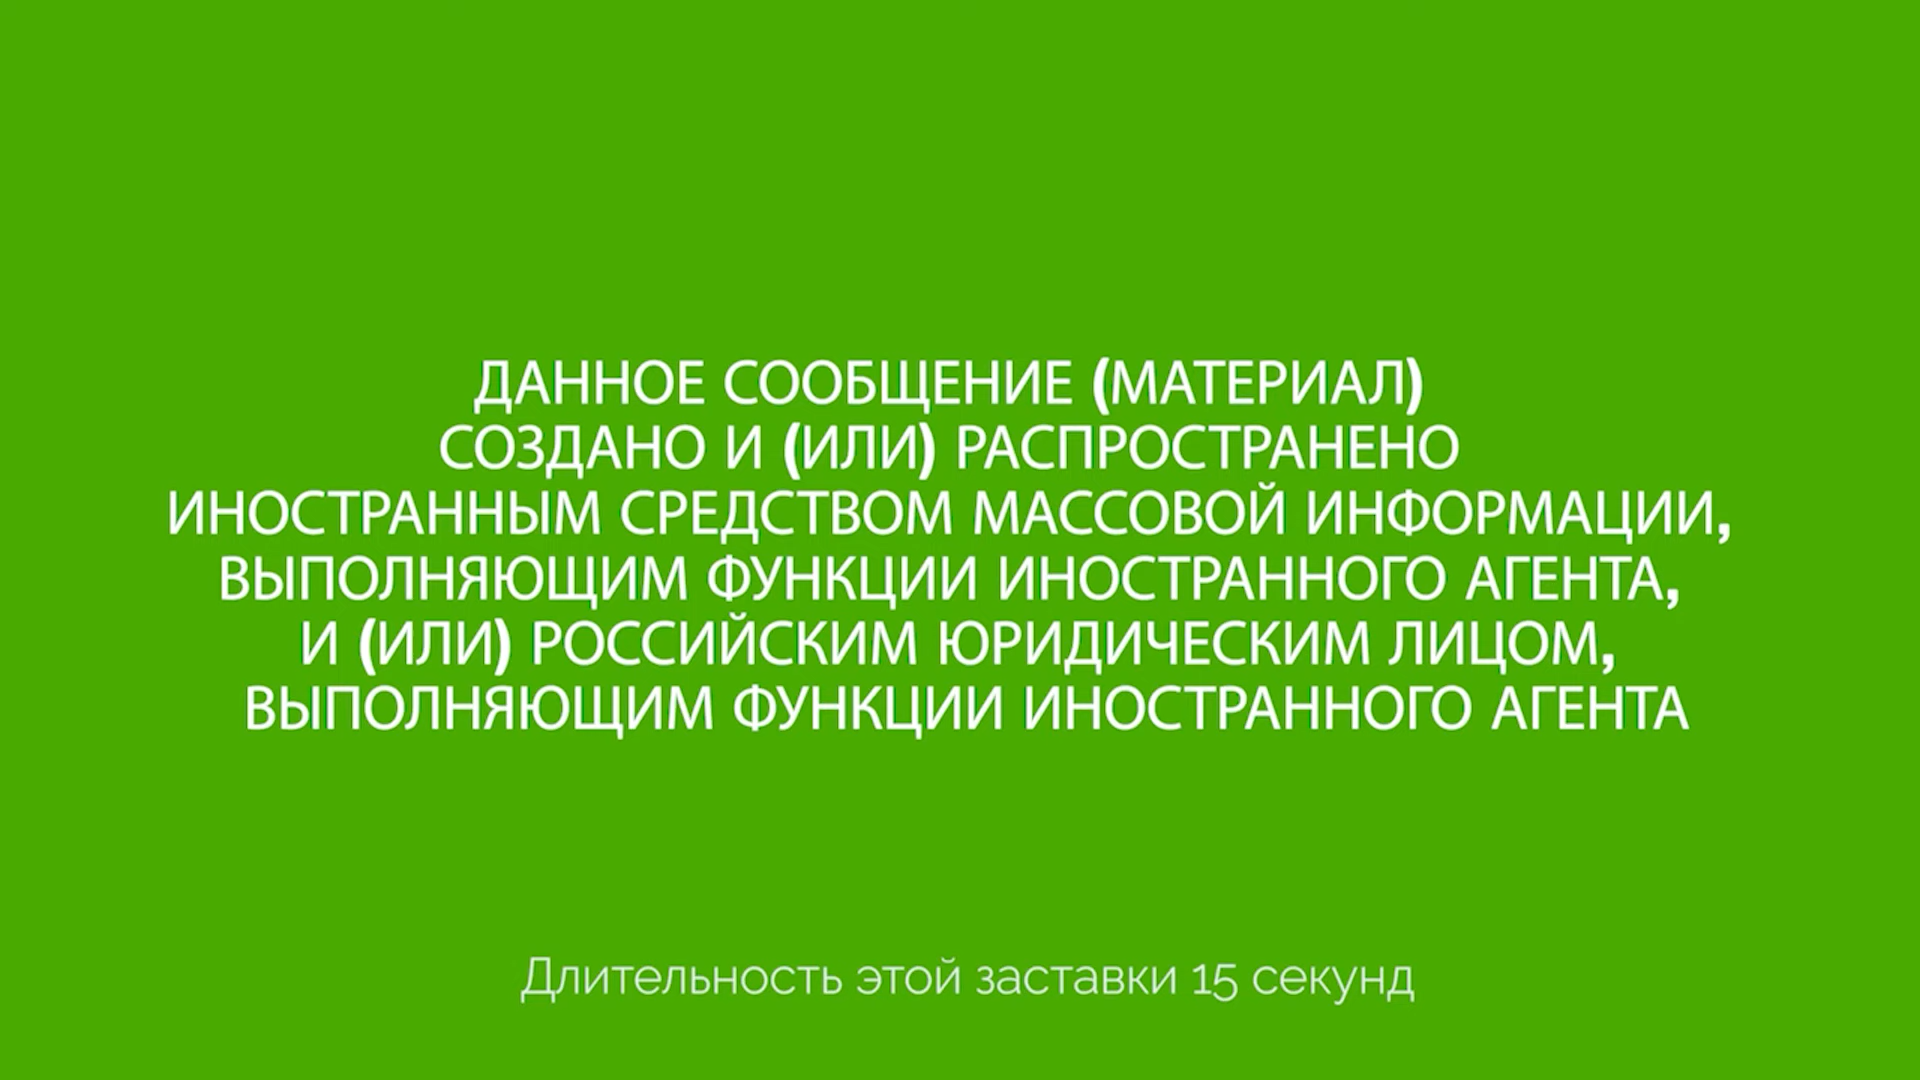 ДАННОЕ СООБЩЕНИЕ (МАТЕРИАЛ)
СОЗДАНО И (ИЛИ) РАСПРОСТРАНЕНО
ИНОСТРАННЫМ СРЕДСТВОМ МАССОВОЙ ИНФОРМАЦИИ,
ВЫПОЛНЯЮЩИМ ФУНКЦИИ ИНОСТРАННОГО АГЕНТА,
И (ИЛИ) РОССИЙСКИМ ЮРИДИЧЕСКИМ ЛИЦОМ,
ВЫПОЛНЯЮЩИМ ФУНКЦИИ ИНОСТРАННОГО АГЕНТА
Длительность этой заставки 15 секунд